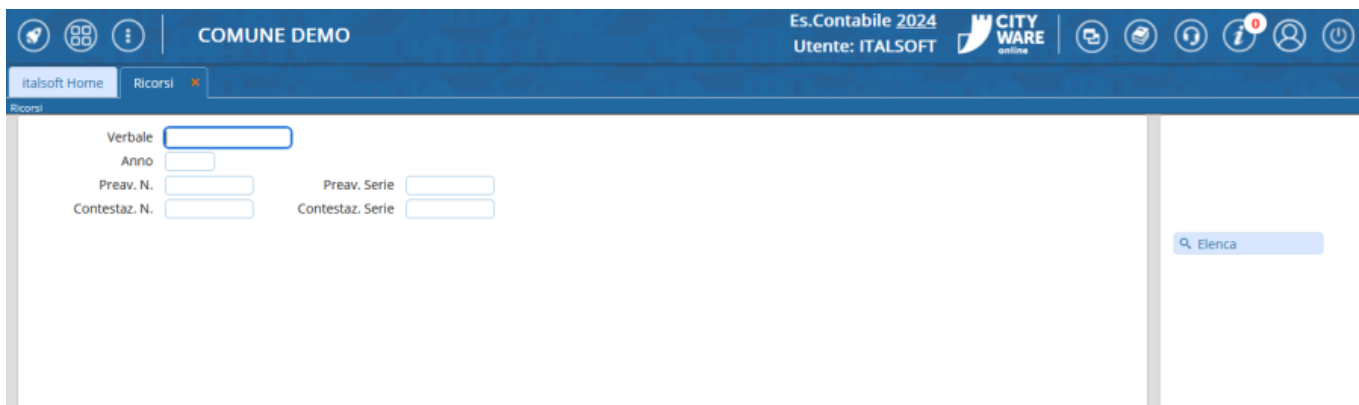 COMUNE DEMO
Es.Contabile 2024
Utente: ITALSOFT
CITY
WARE
online
0
italsoft Home
Ricorsi
Ricorsi
Verbale
Anno
Preav. N. Preav. Serie
Contestaz. N. Contestaz. Serie
Elenca